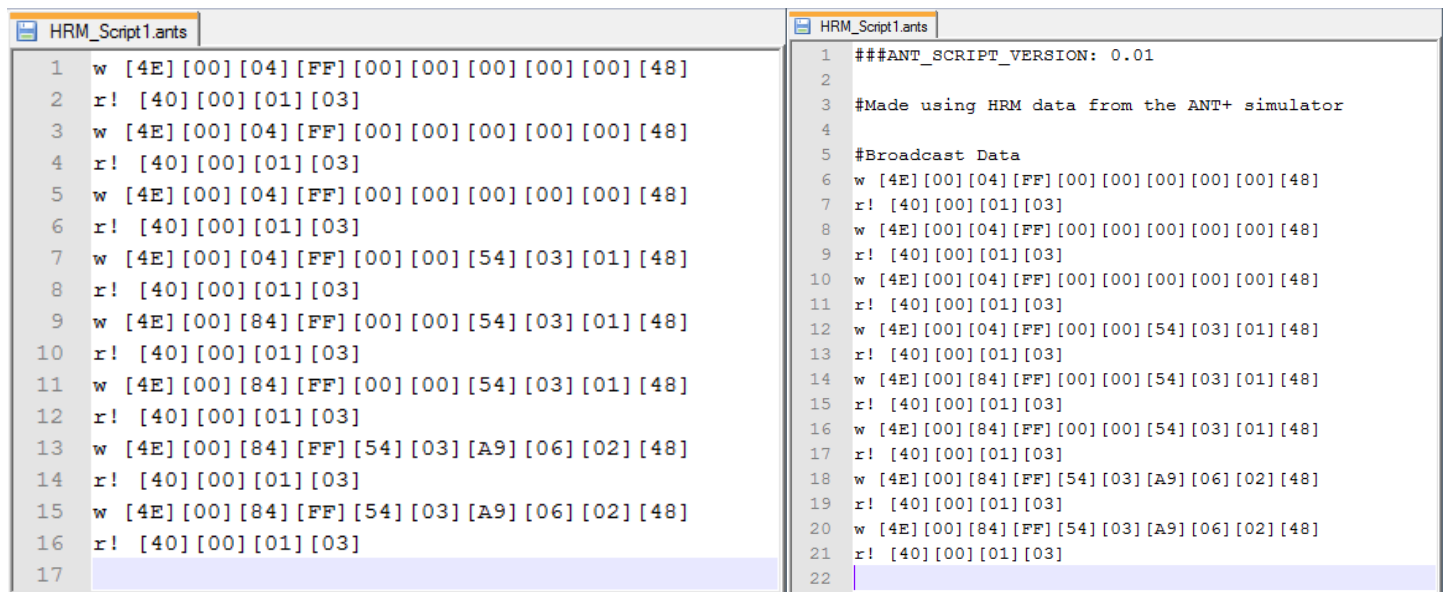 HRM_Script1.ants
1 w [4E][00][04][FF][00][00][00][00][00][48]
2 r! [40][00][01][03]
3 w [4E][00][04][FF][00][00][00][00][00][48]
4 r! [40][00][01][03]
5 w [4E][00][04][FF][00][00][00][00][00][48]
6 r! [40][00][01][03]
7 w [4E][00][04][FF][00][00][54][03][01][48]
8 r! [40][00][01][03]
9 w [4E][00][84][FF][00][00][54][03][01][48]
10 r! [40][00][01][03]
11 w [4E][00][84][FF][00][00][54][03][01][48]
12 r! [40][00][01][03]
13 w [4E][00][84][FF][54][03][A9][06][02][48]
14 r! [40][00][01][03]
15 w [4E][00][84][FF][54][03][A9][06][02][48]
16 r! [40][00][01][03]
17
HRM_Script1.ants
1 ###ANT_SCRIPT_VERSION: 0.01
2
3 #Made using HRM data from the ANT+ simulator
4
5 #Broadcast Data
6 w [4E][00][04][FF][00][00][00][00][00][48]
7 r! [40][00][01][03]
8 w [4E][00][04][FF][00][00][00][00][00][48]
9 r! [40][00][01][03]
10 w [4E][00][04][FF][00][00][00][00][00][48]
11 r! [40][00][01][03]
12 w [4E][00][04][FF][00][00][54][03][01][48]
13 r! [40][00][01][03]
14 w [4E][00][84][FF][00][00][54][03][01][48]
15 r! [40][00][01][03]
16 w [4E][00][84][FF][00][00][54][03][01][48]
17 r! [40][00][01][03]
18 w [4E][00][84][FF][54][03][A9][06][02][48]
19 r! [40][00][01][03]
20 w [4E][00][84][FF][54][03][A9][06][02][48]
21 r! [40][00][01][03]
22